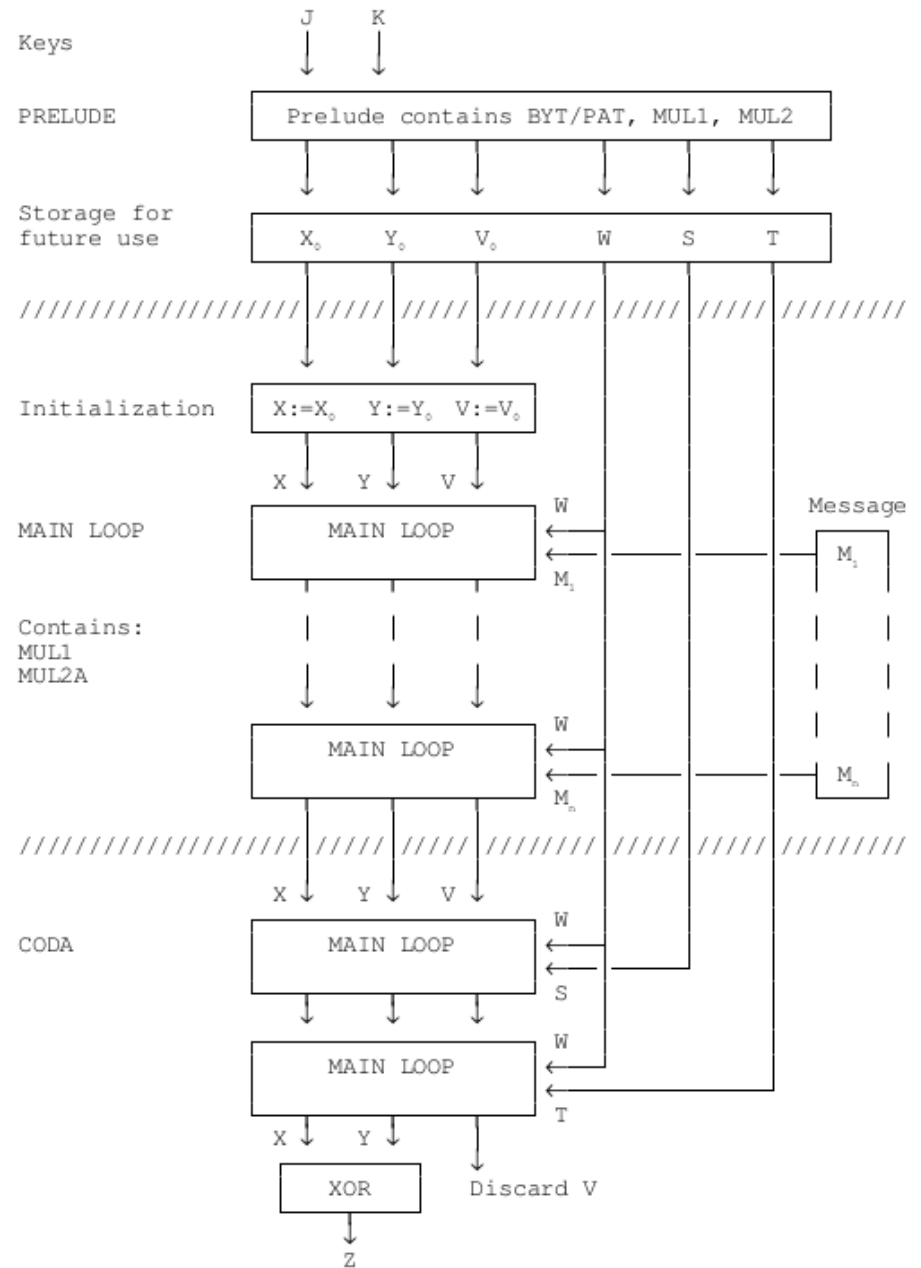 J K
Keys
PRELUDE Prelude contains BYT/PAT, MUL1, MUL2
Storage for
future use X₀ Y₀ V₀ W S T
//////////////////// ///// ///// //////// ///// ///// /////////
Initialization X:=X₀ Y:=Y₀ V:=V₀
X Y V
W Message
MAIN LOOP MAIN LOOP
M₁
M₁
Contains:
MUL1
MUL2A
W
MAIN LOOP
Mₙ
Mₙ
//////////////////// ///// ///// //////// ///// ///// /////////
X Y V
W
CODA MAIN LOOP
S
W
MAIN LOOP
T
X Y
XOR Discard V
Z